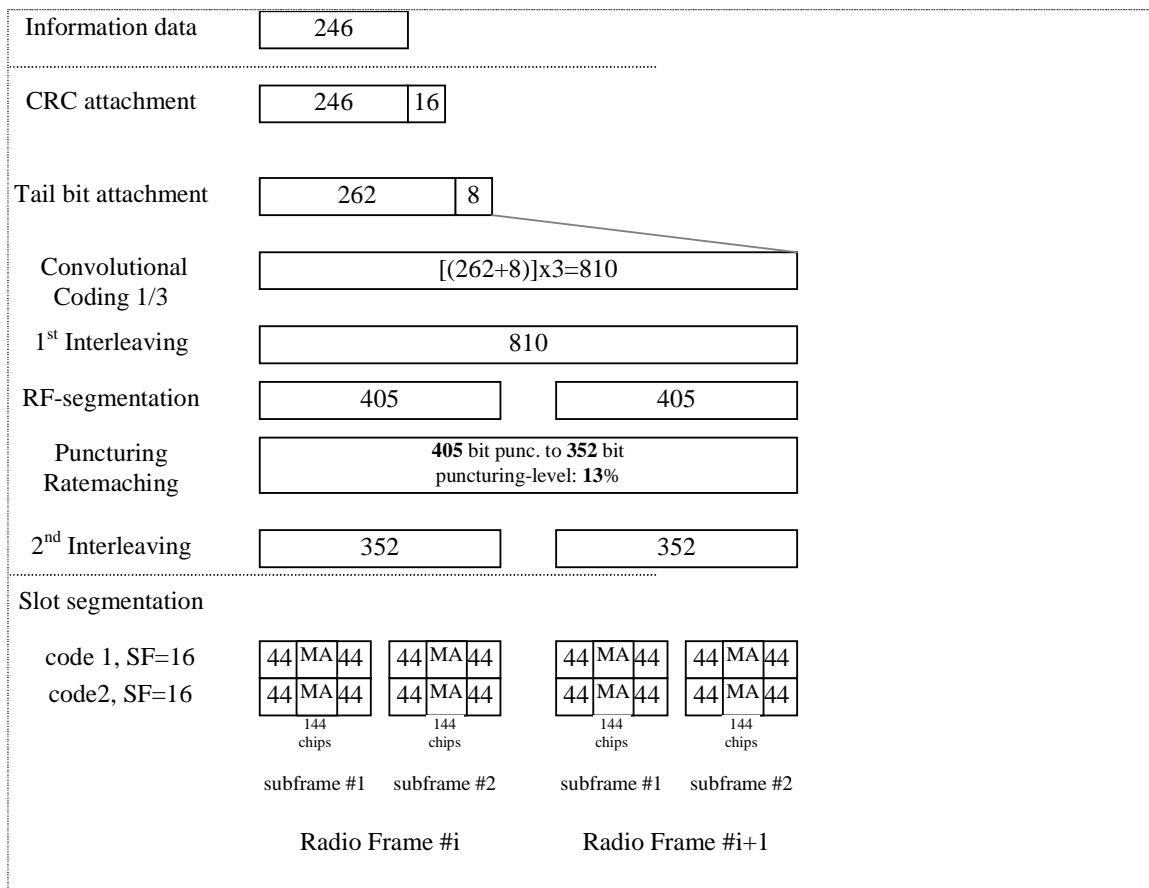 Information data 246
CRC attachment 246 16
Tail bit attachment 262 8
Convolutional
Coding 1/3
[(262+8)]x3=810
1st Interleaving 810
RF-segmentation 405 405
Puncturing
Ratemaching
405 bit punc. to 352 bit
puncturing-level: 13%
2nd Interleaving 352 352
Slot segmentation
code 1, SF=16 44 MA 44 44 MA 44 44 MA 44 44 MA 44
code2, SF=16 44 MA 44 44 MA 44 44 MA 44 44 MA 44
144 144 144 144
chips chips chips chips
subframe #1 subframe #2 subframe #1 subframe #2
Radio Frame #i Radio Frame #i+1